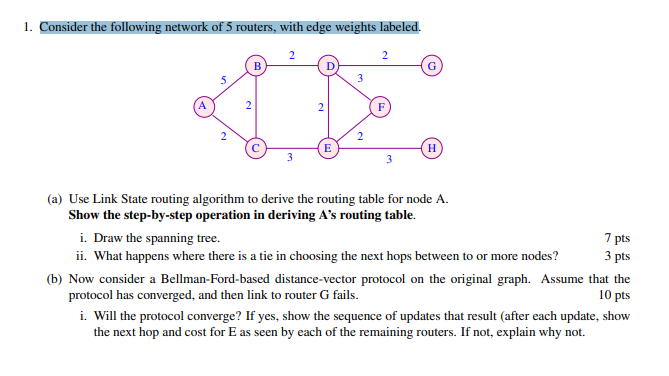 1. Consider the following network of 5 routers, with edge weights labeled.
2 2
B D G
5 3
A 2 2 F
2 2
C E H
3 3
(a) Use Link State routing algorithm to derive the routing table for node A.
Show the step-by-step operation in deriving A's routing table.
i. Draw the spanning tree. 7 pts
ii. What happens where there is a tie in choosing the next hops between to or more nodes? 3 pts
(b) Now consider a Bellman-Ford-based distance-vector protocol on the original graph. Assume that the
protocol has converged, and then link to router G fails. 10 pts
i. Will the protocol converge? If yes, show the sequence of updates that result (after each update, show
the next hop and cost for E as seen by each of the remaining routers. If not, explain why not.